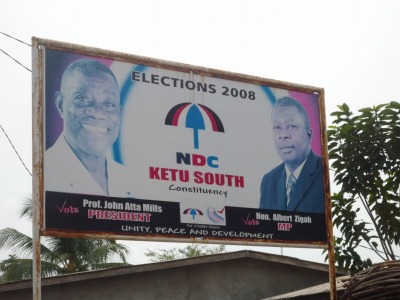 ELECTIONS 2008
NDC
KETU SOUTH
Constituency
Vote Prof. John Atta Mills
PRESIDENT
Vote Hon. Albert Zigah
MP
UNITY, PEACE AND DEVELOPMENT